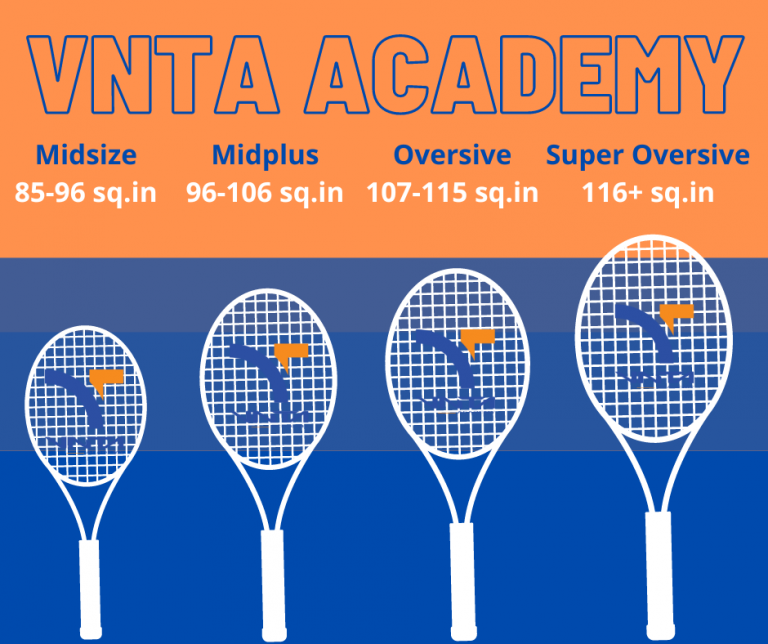 VNTA ACADEMY
Midsize Midplus Oversive Super Oversive
85-96 sq.in 96-106 sq.in 107-115 sq.in 116+ sq.in